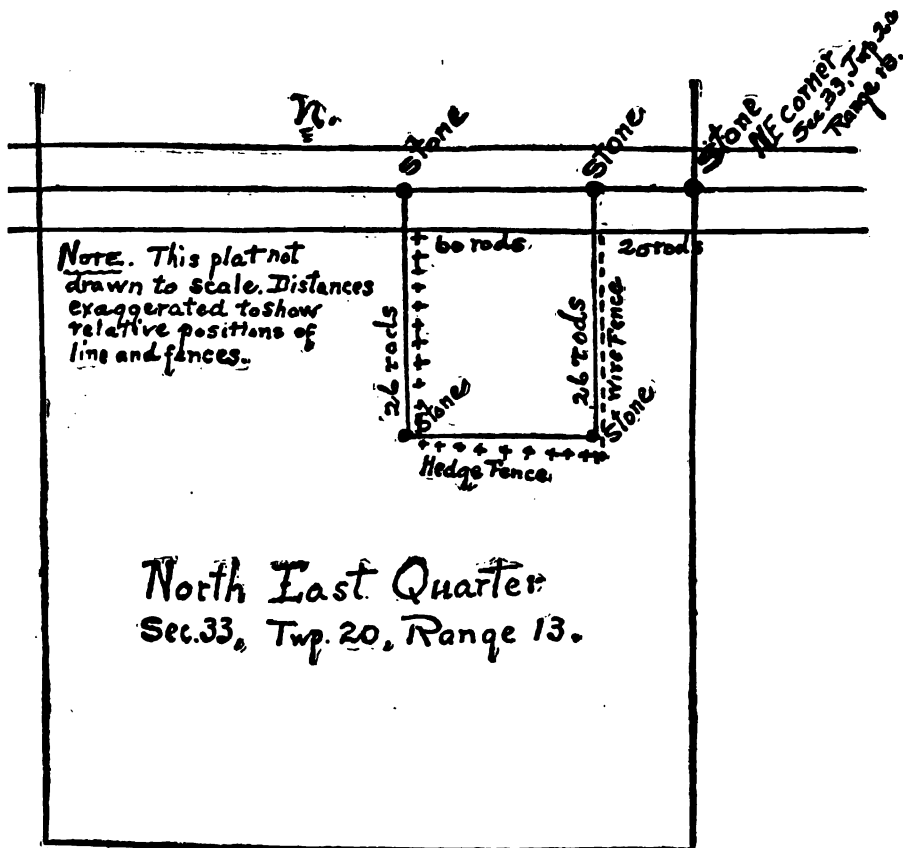 N.
Stone
Stone
Stone
NE Corner
Sec. 33, Twp. 20
Range 13.
60 rods.
20 rods
Note. This plat not
drawn to scale. Distances
exaggerated to show
relative positions of
line and fences.
26 rods
Stone
26 rods
Wire Fence
Stone
Hedge Fence
North East Quarter
Sec. 33, Twp. 20, Range 13.